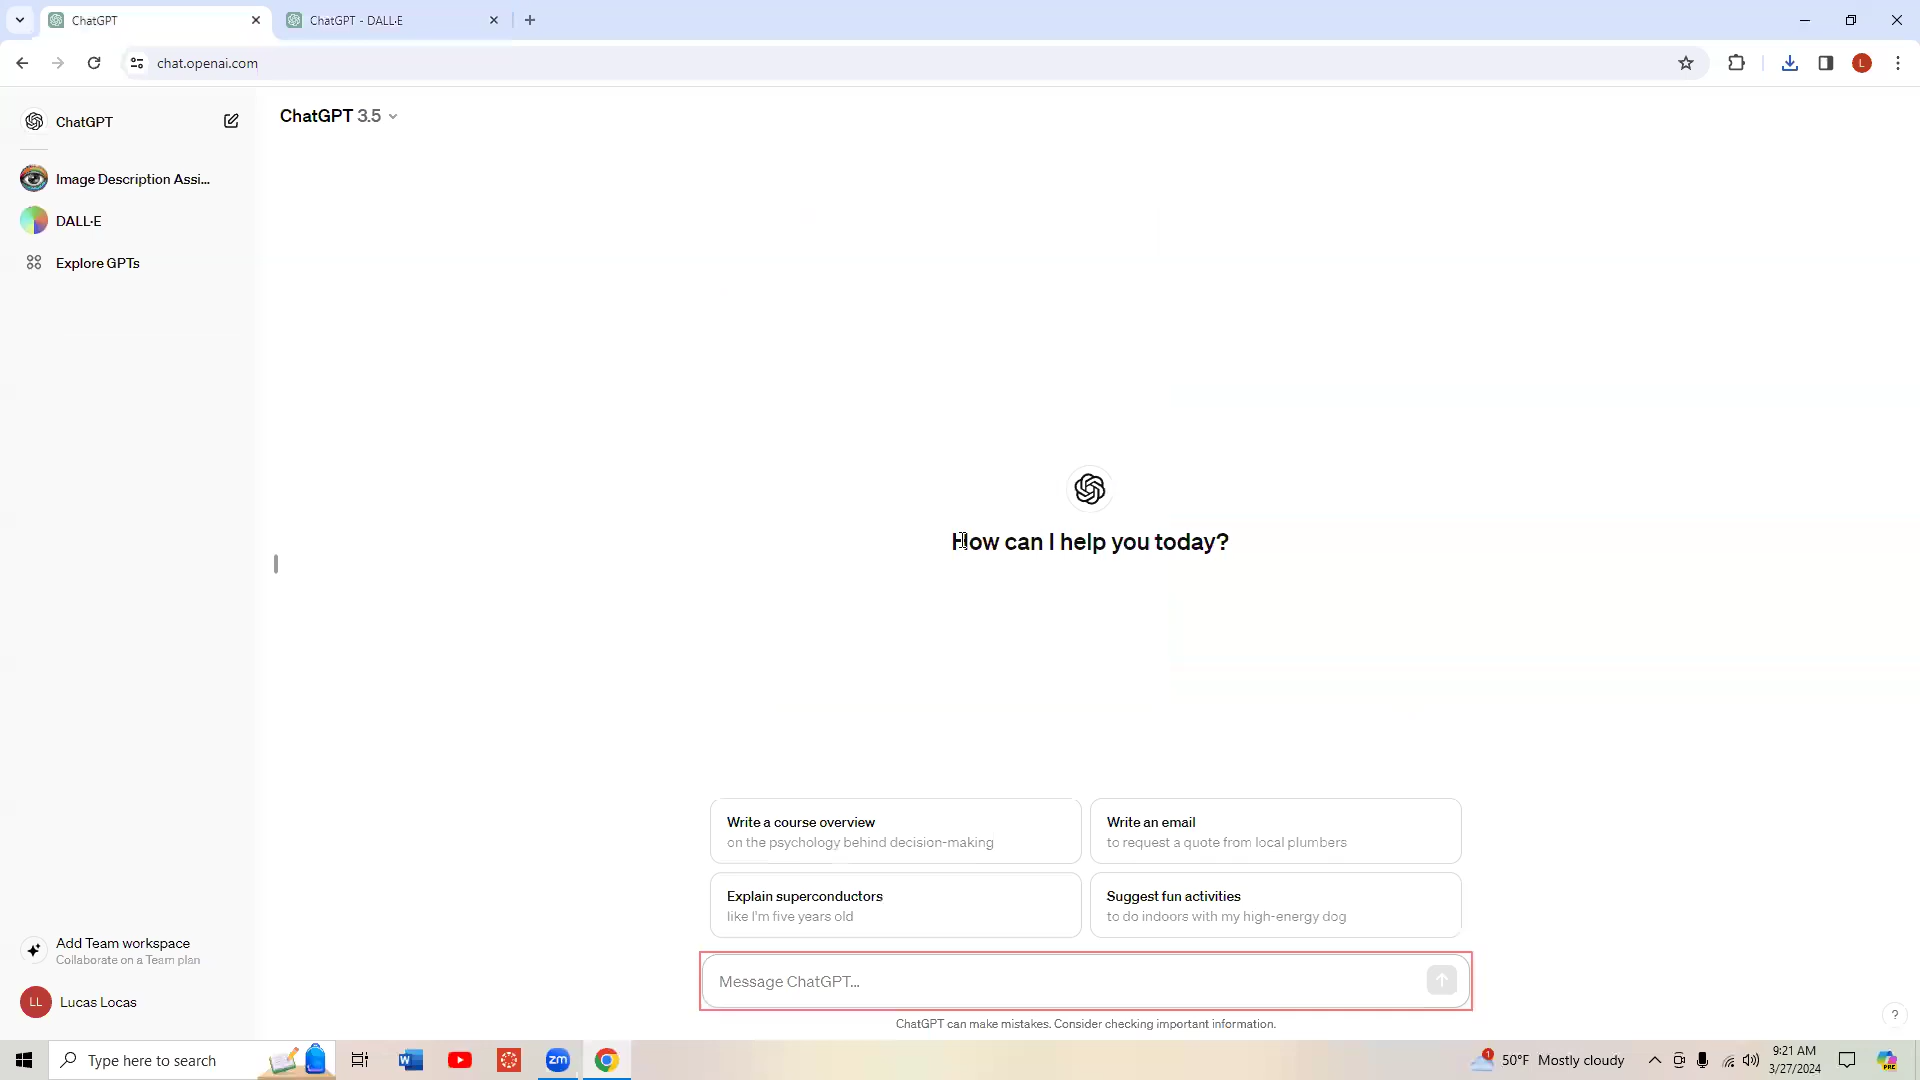 ChatGPT
ChatGPT - DALL·E
chat.openai.com
L
ChatGPT
ChatGPT 3.5
Image Description Assi...
DALL·E
Explore GPTs
How can I help you today?
Write a course overview
on the psychology behind decision-making
Write an email
to request a quote from local plumbers
Explain superconductors
like I'm five years old
Suggest fun activities
to do indoors with my high-energy dog
Add Team workspace
Collaborate on a Team plan
Message ChatGPT...
LL
Lucas Locas
ChatGPT can make mistakes. Consider checking important information.
?
Type here to search
W
zm
1
50°F Mostly cloudy
9:21 AM
3/27/2024
PRE